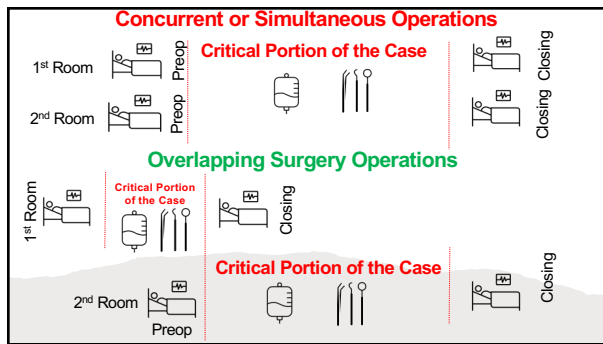 Concurrent or Simultaneous Operations
1st Room
Preop
Critical Portion of the Case
Closing
2nd Room
Preop
Closing
Overlapping Surgery Operations
1st Room
Critical Portion
of the Case
Closing
Critical Portion of the Case
2nd Room
Preop
Closing